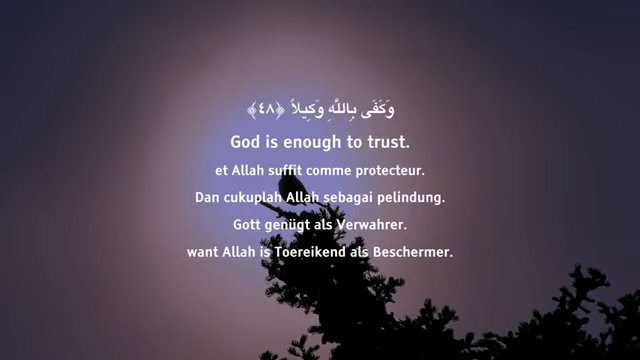 وَكَفَى بِاللَّهِ وَكِيلاً ﴿٤٨﴾
God is enough to trust.
et Allah suffit comme protecteur.
Dan cukuplah Allah sebagai pelindung.
Gott genügt als Verwahrer.
want Allah is Toereikend als Beschermer.